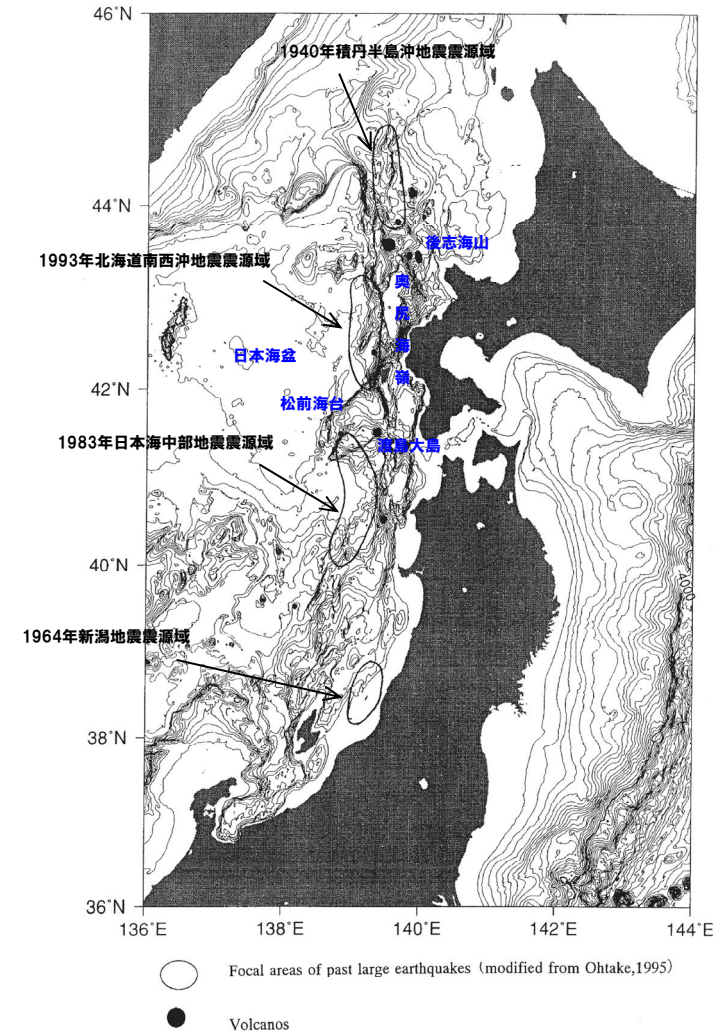 46°N
1940年積丹半島沖地震震源域
44°N
後志海山
1993年北海道南西沖地震震源域
奥尻海嶺
日本海盆
42°N
松前海台
1983年日本海中部地震震源域
渡島大島
40°N
4000
1964年新潟地震震源域
38°N
36°N
136°E
138°E
140°E
142°E
144°E
Focal areas of past large earthquakes (modified from Ohtake,1995)
Volcanos